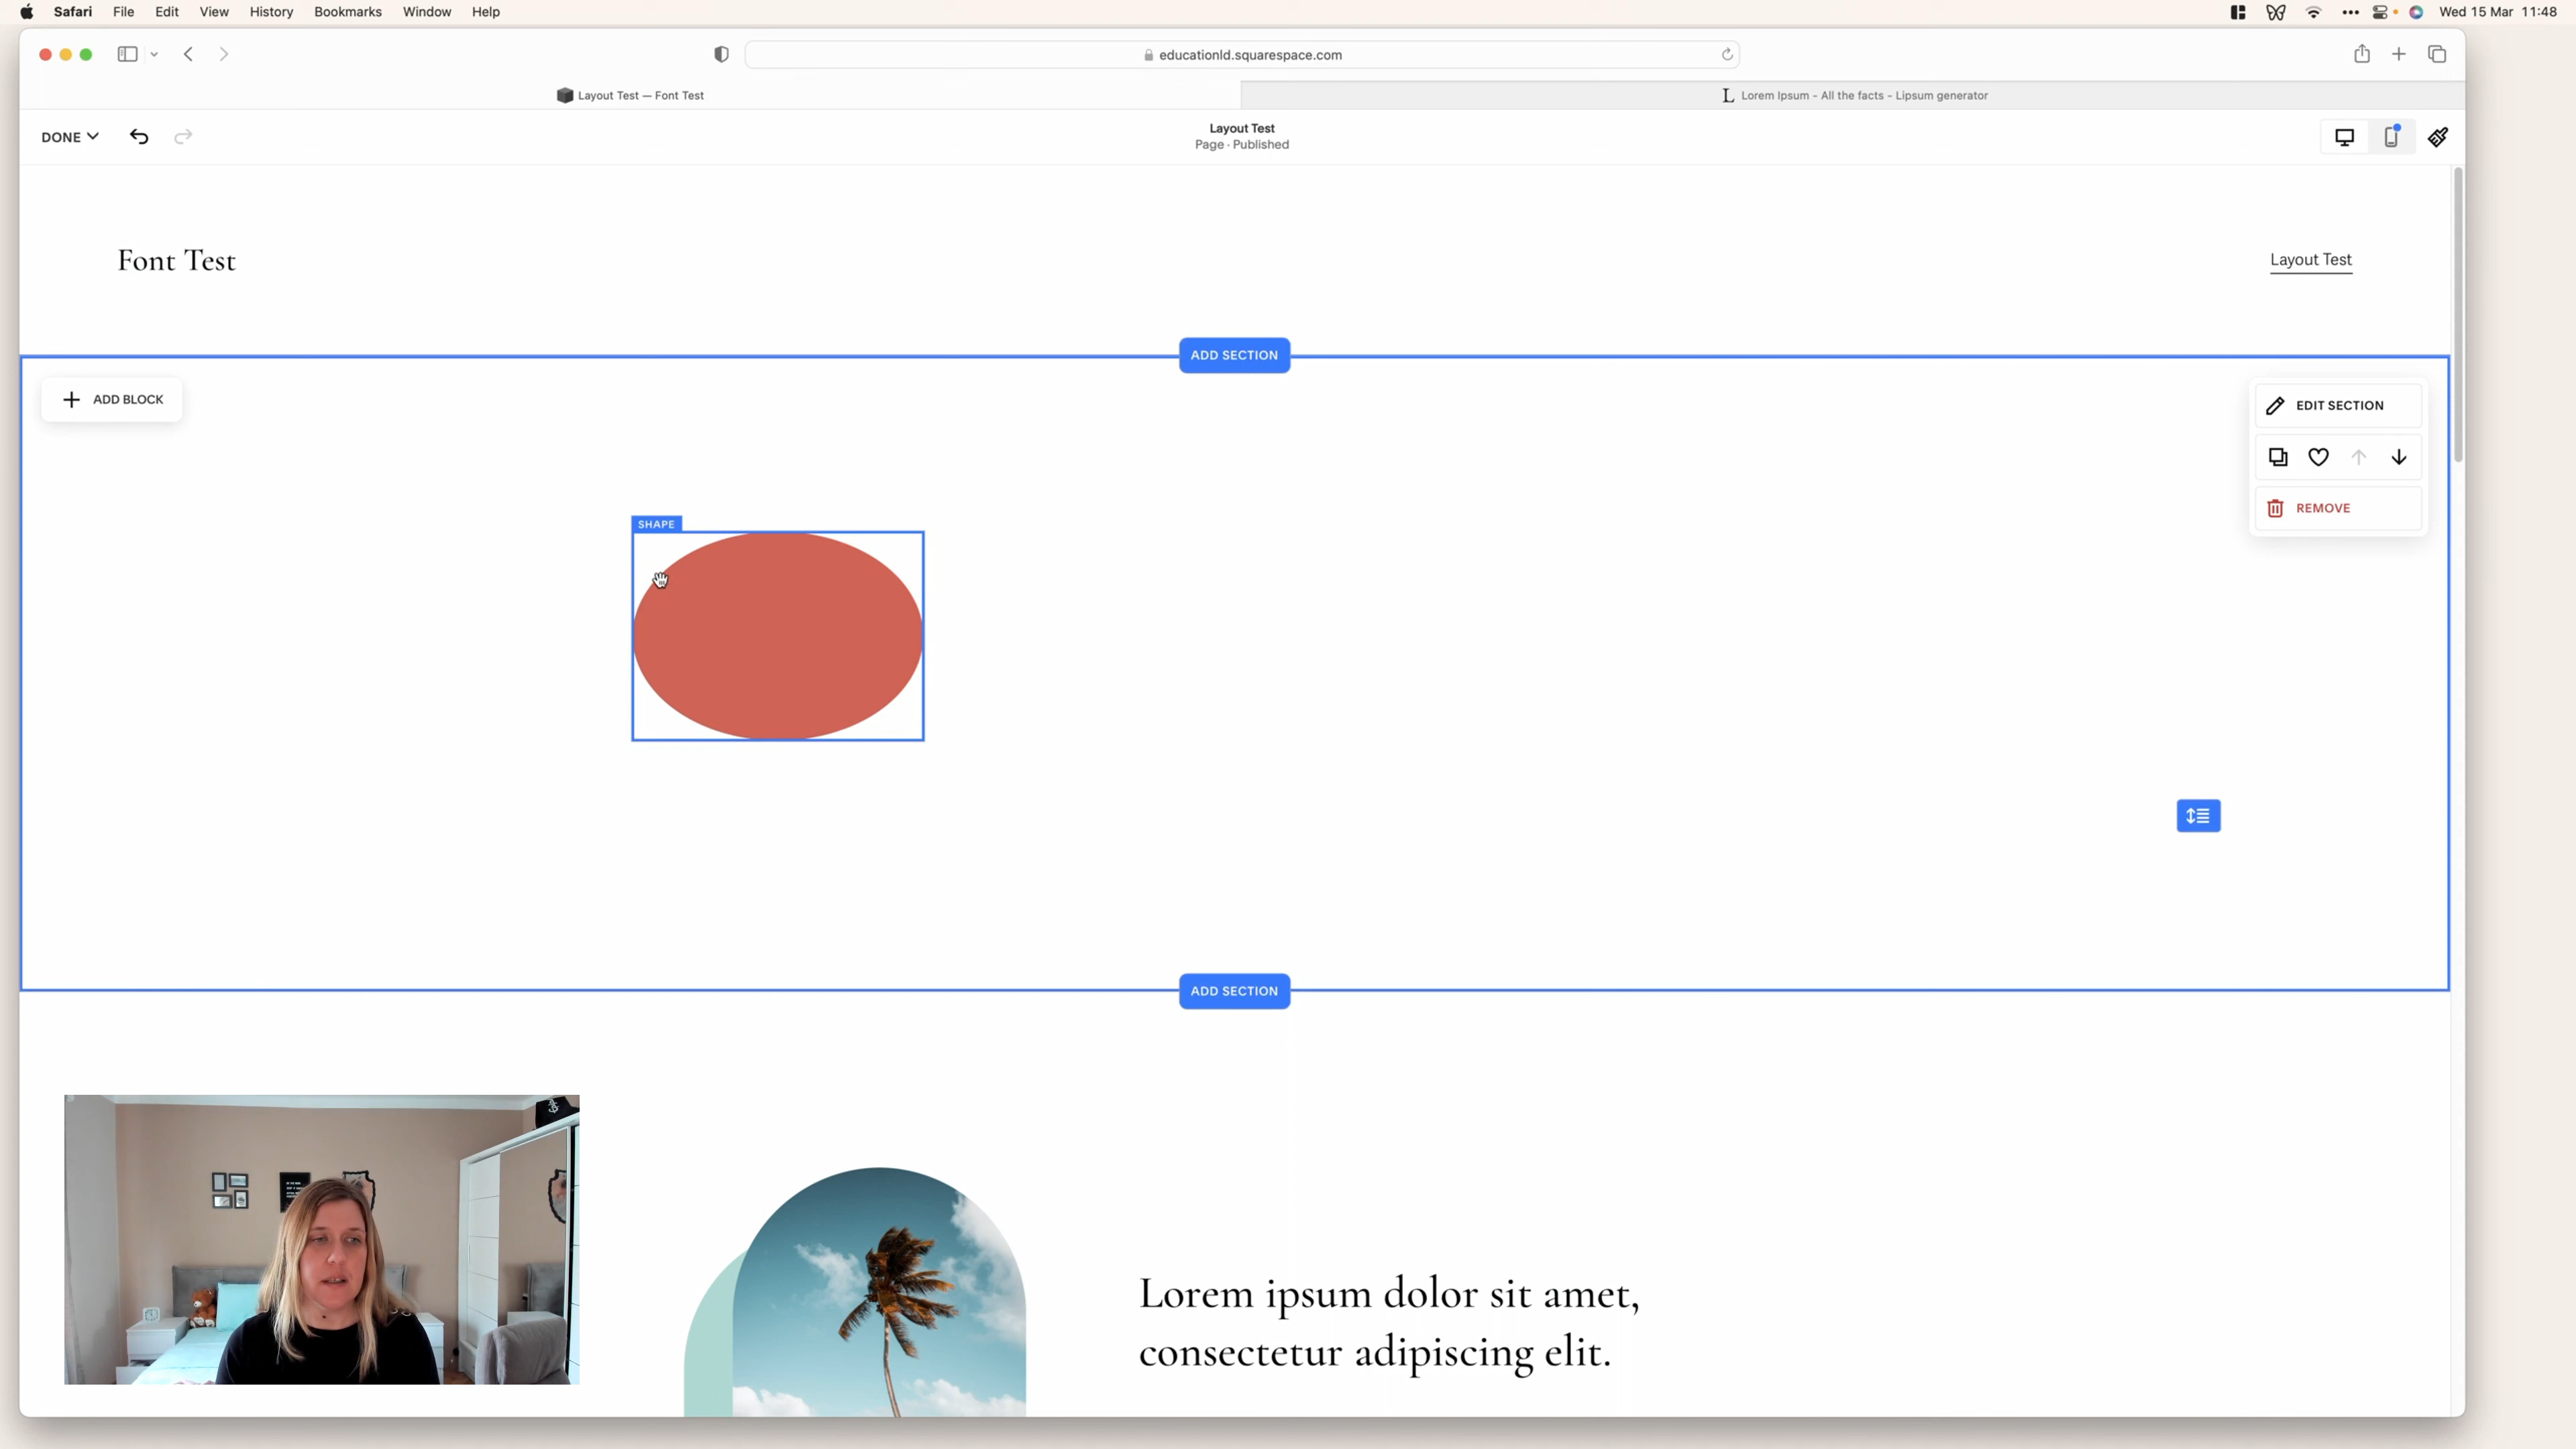 Safari File Edit View History Bookmarks Window Help
Wed 15 Mar 11:48
educationld.squarespace.com
Layout Test — Font Test
L Lorem Ipsum - All the facts - Lipsum generator
DONE
Layout Test
Page · Published
Font Test
Layout Test
ADD SECTION
ADD BLOCK
EDIT SECTION
REMOVE
SHAPE
ADD SECTION
Lorem ipsum dolor sit amet,
consectetur adipiscing elit.